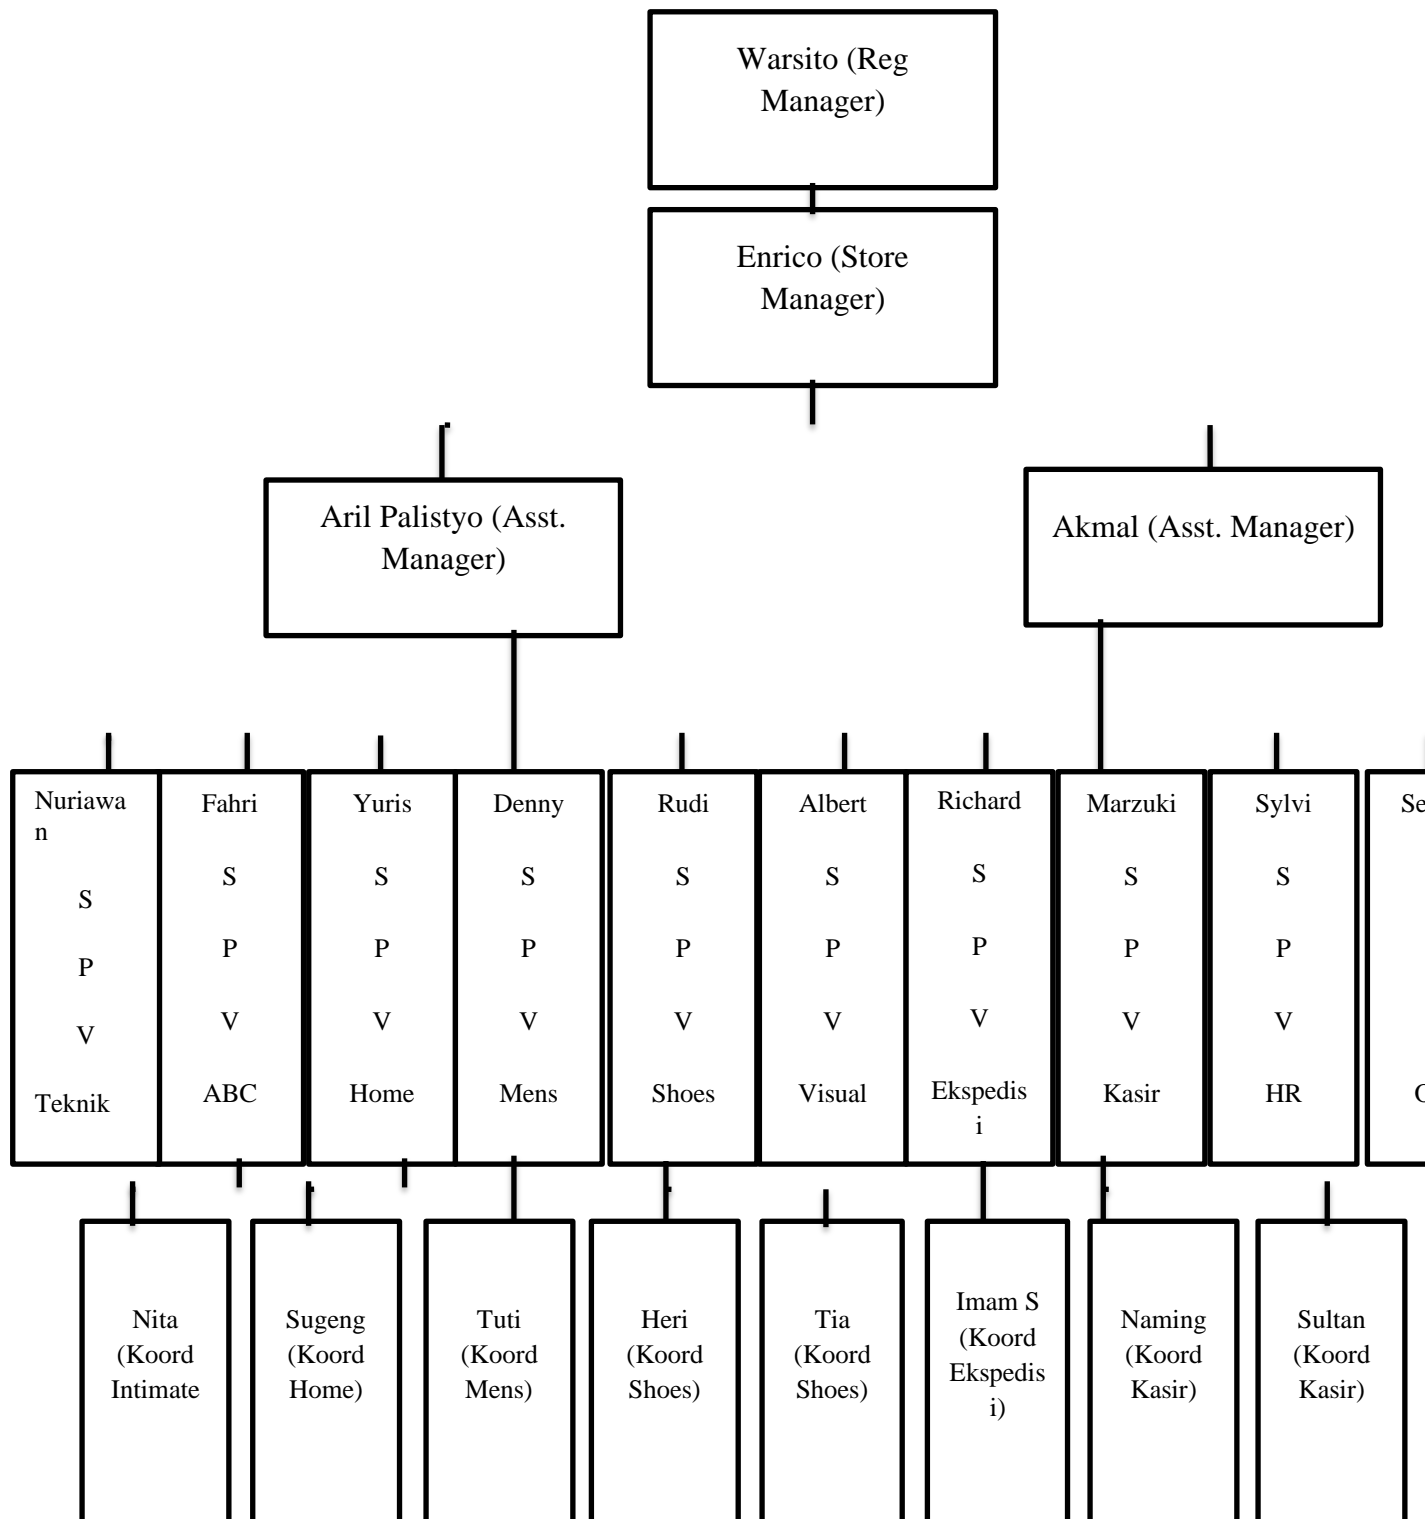 Warsito (Reg
Manager)
Enrico (Store
Manager)
Aril Palistyo (Asst.
Manager)
Akmal (Asst. Manager)
Nuriawa
n
S
P
V
Teknik
Fahri
S
P
V
ABC
Yuris
S
P
V
Home
Denny
S
P
V
Mens
Rudi
S
P
V
Shoes
Albert
S
P
V
Visual
Richard
S
P
V
Ekspedis
i
Marzuki
S
P
V
Kasir
Sylvi
S
P
V
HR
Nita
(Koord
Intimate
Sugeng
(Koord
Home)
Tuti
(Koord
Mens)
Heri
(Koord
Shoes)
Tia
(Koord
Shoes)
Imam S
(Koord
Ekspedis
i)
Naming
(Koord
Kasir)
Sultan
(Koord
Kasir)